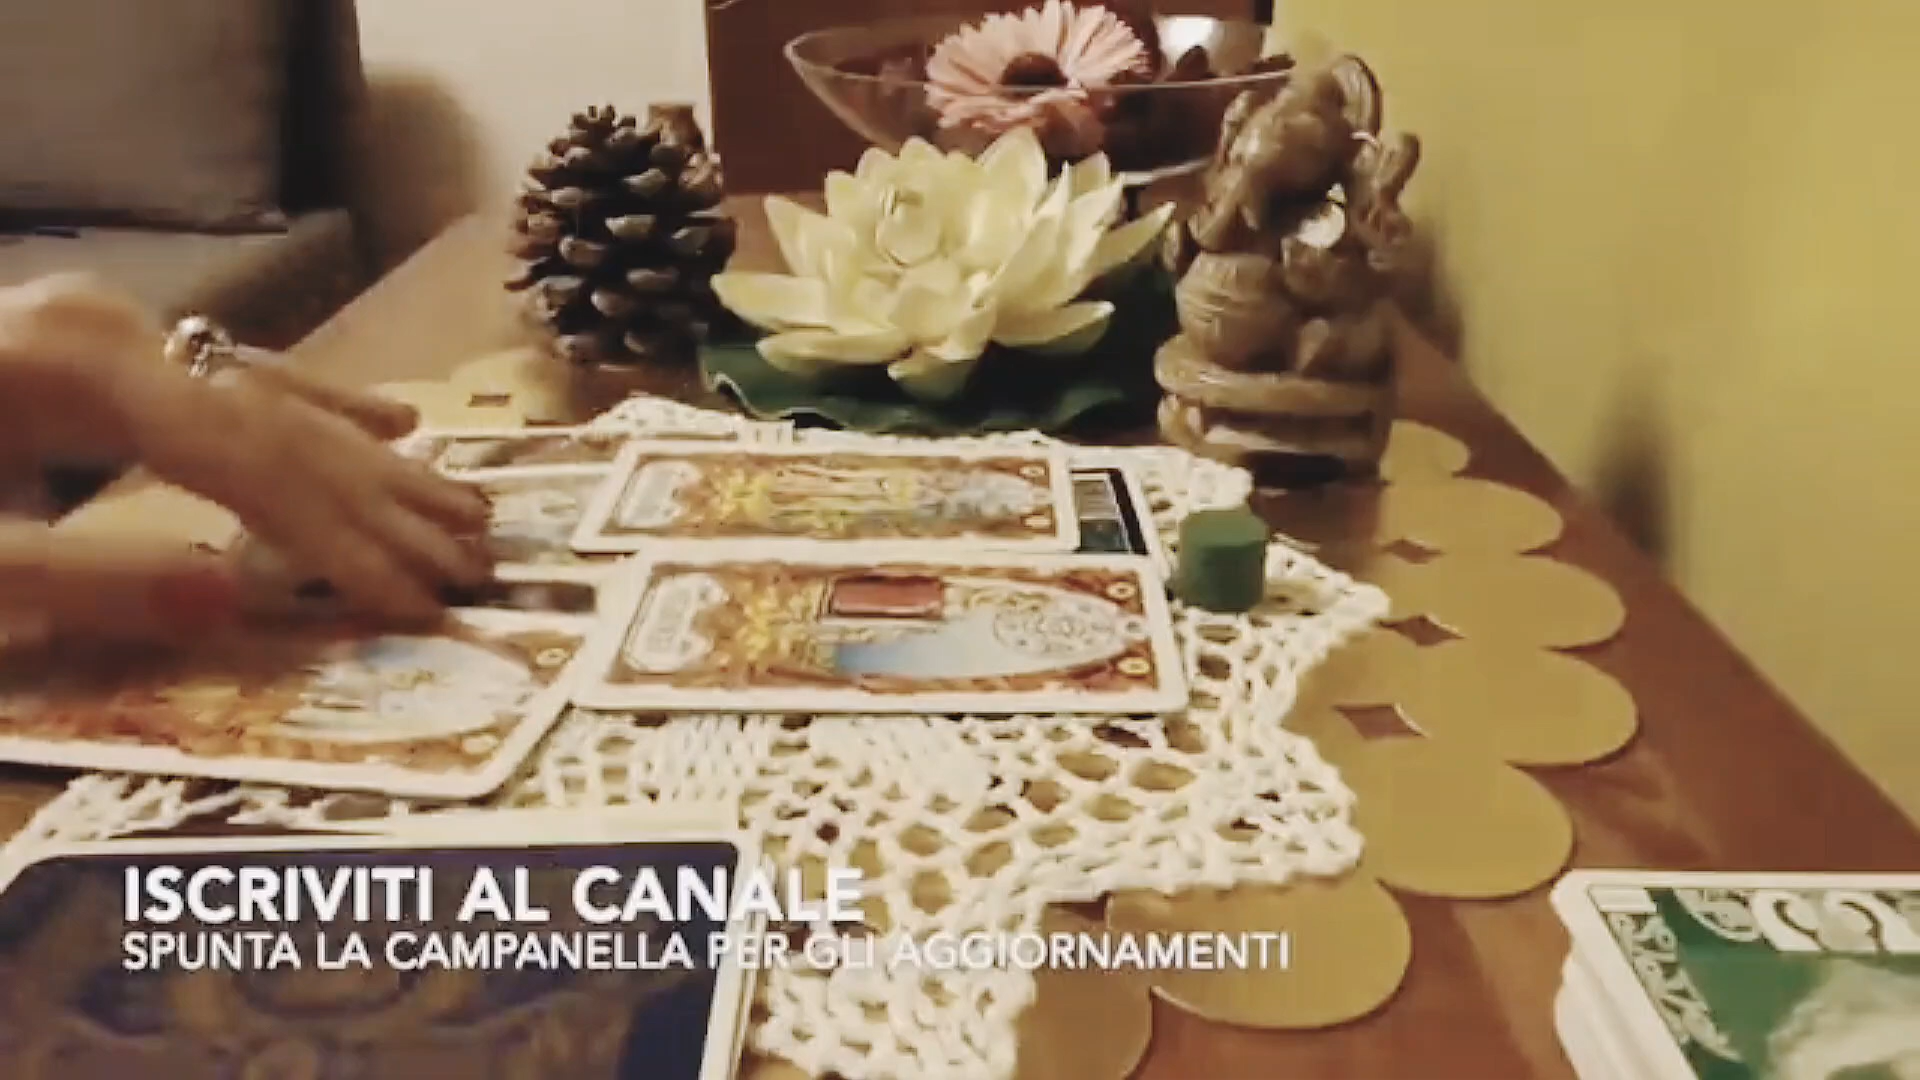 ISCRIVITI AL CANALE
SPUNTA LA CAMPANELLA PER GLI AGGIORNAMENTI